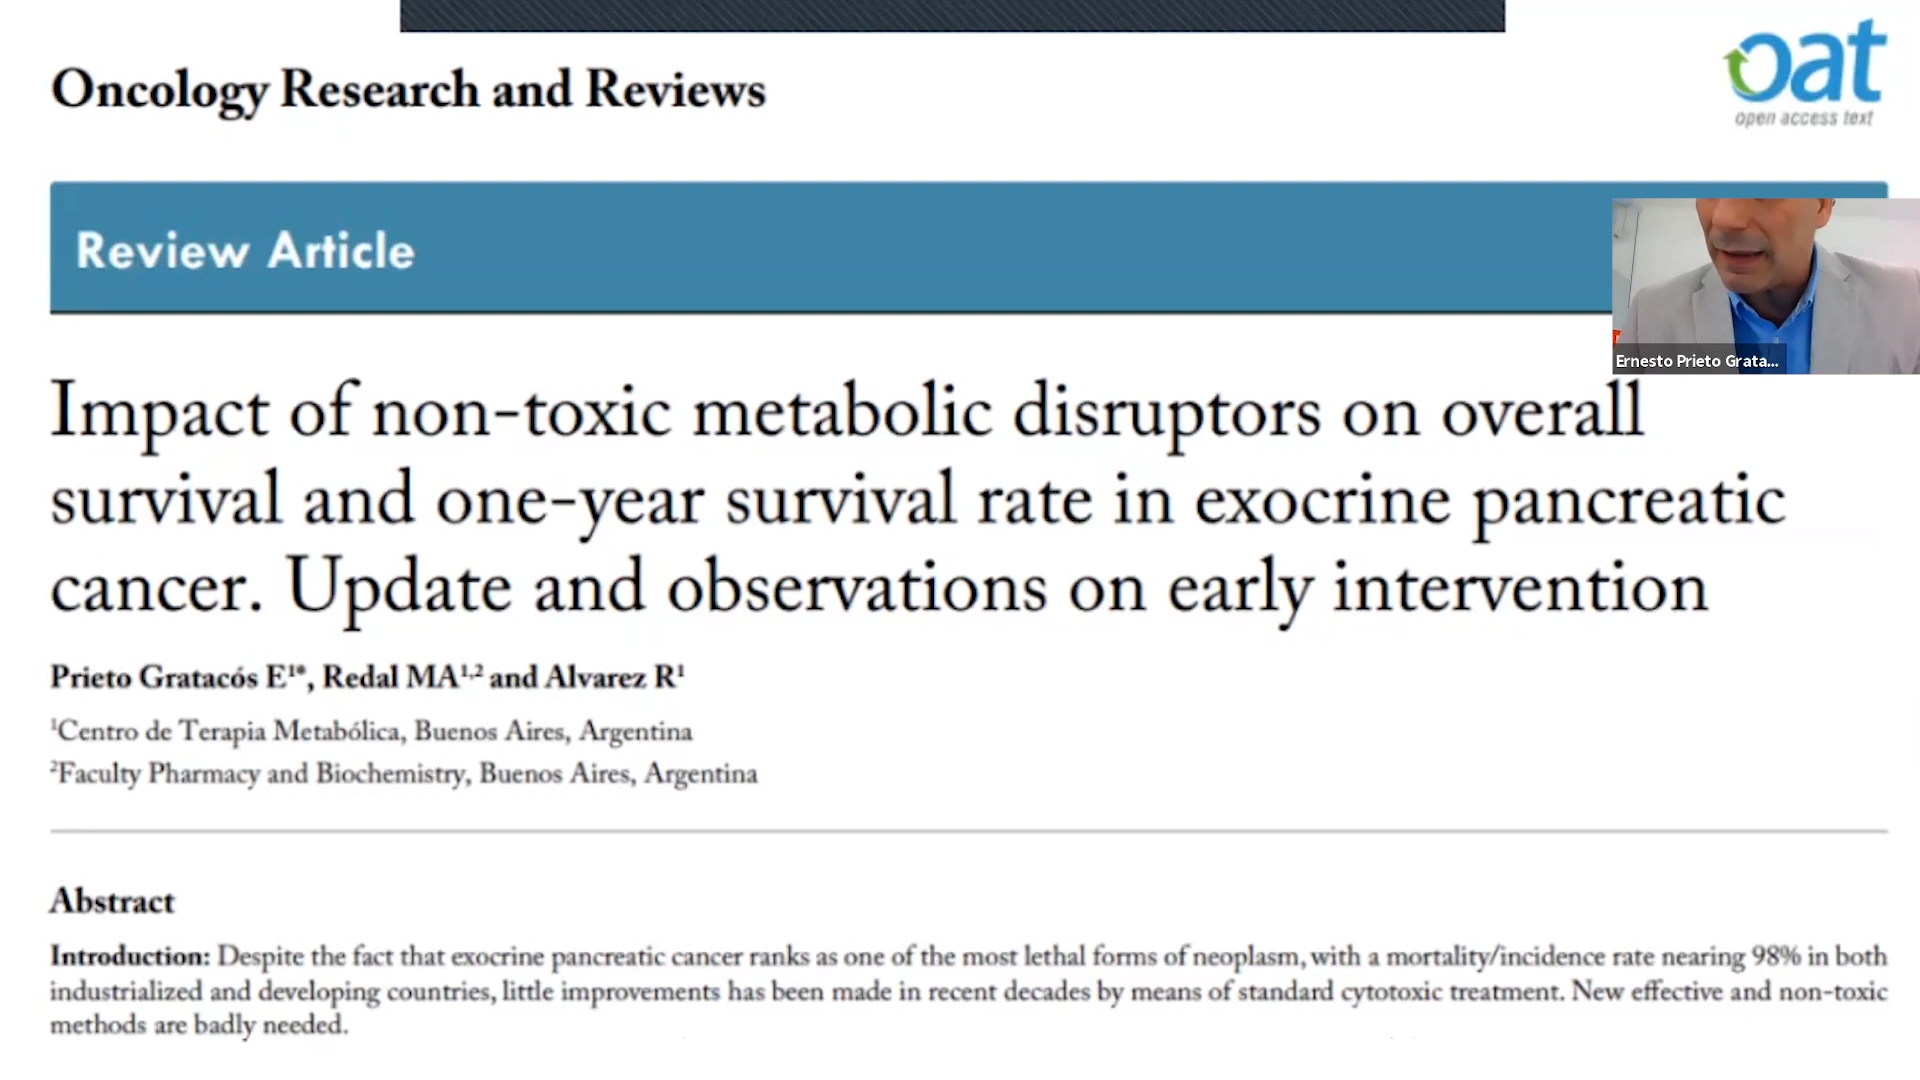 Oncology Research and Reviews
oat
open access text
Review Article
Ernesto Prieto Grata...
Impact of non-toxic metabolic disruptors on overall
survival and one-year survival rate in exocrine pancreatic
cancer. Update and observations on early intervention
Prieto Gratacós E¹*, Redal MA¹,² and Alvarez R¹
¹Centro de Terapia Metabólica, Buenos Aires, Argentina
²Faculty Pharmacy and Biochemistry, Buenos Aires, Argentina
Abstract
Introduction: Despite the fact that exocrine pancreatic cancer ranks as one of the most lethal forms of neoplasm, with a mortality/incidence rate nearing 98% in both
industrialized and developing countries, little improvements has been made in recent decades by means of standard cytotoxic treatment. New effective and non-toxic
methods are badly needed.